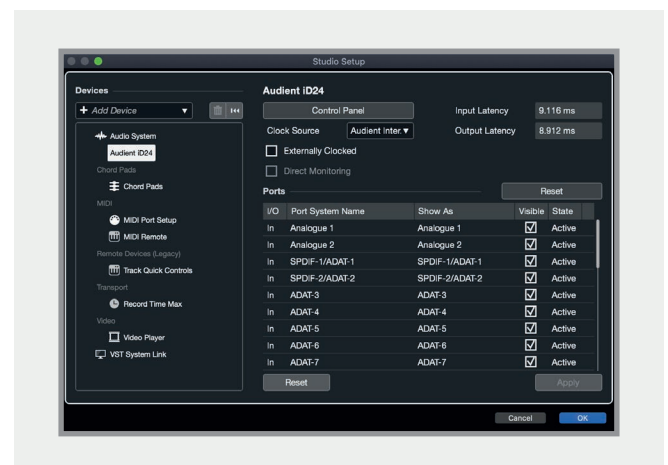 Studio Setup
Devices
+ Add Device
Audio System
Audient iD24
Chord Pads
Chord Pads
MIDI
MIDI Port Setup
MIDI Remote
Remote Devices (Legacy)
Track Quick Controls
Transport
Record Time Max
Video
Video Player
VST System Link
Audient iD24
Control Panel
Input Latency 9.116 ms
Clock Source Audient Inter.
Output Latency 8.912 ms
Externally Clocked
Direct Monitoring
Ports Reset
I/O Port System Name Show As Visible State
In Analogue 1 Analogue 1 Active
In Analogue 2 Analogue 2 Active
In SPDIF-1/ADAT-1 SPDIF-1/ADAT-1 Active
In SPDIF-2/ADAT-2 SPDIF-2/ADAT-2 Active
In ADAT-3 ADAT-3 Active
In ADAT-4 ADAT-4 Active
In ADAT-5 ADAT-5 Active
In ADAT-6 ADAT-6 Active
In ADAT-7 ADAT-7 Active
Reset Apply
Cancel OK